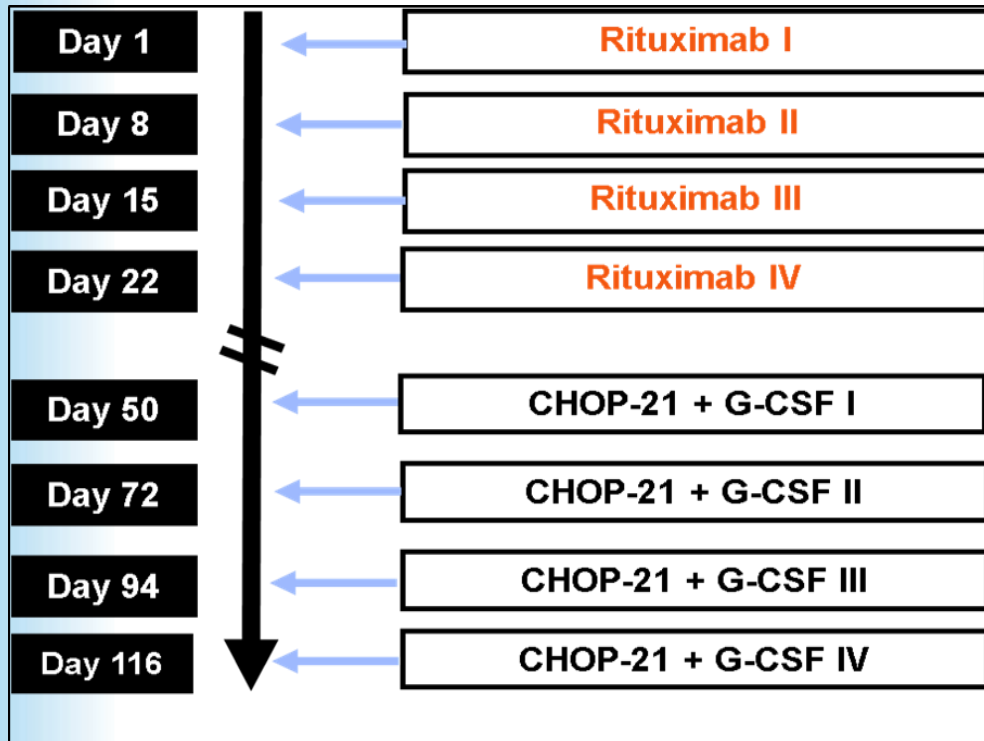 Day 1
Rituximab I
Day 8
Rituximab II
Day 15
Rituximab III
Day 22
Rituximab IV
Day 50
CHOP-21 + G-CSF I
Day 72
CHOP-21 + G-CSF II
Day 94
CHOP-21 + G-CSF III
Day 116
CHOP-21 + G-CSF IV